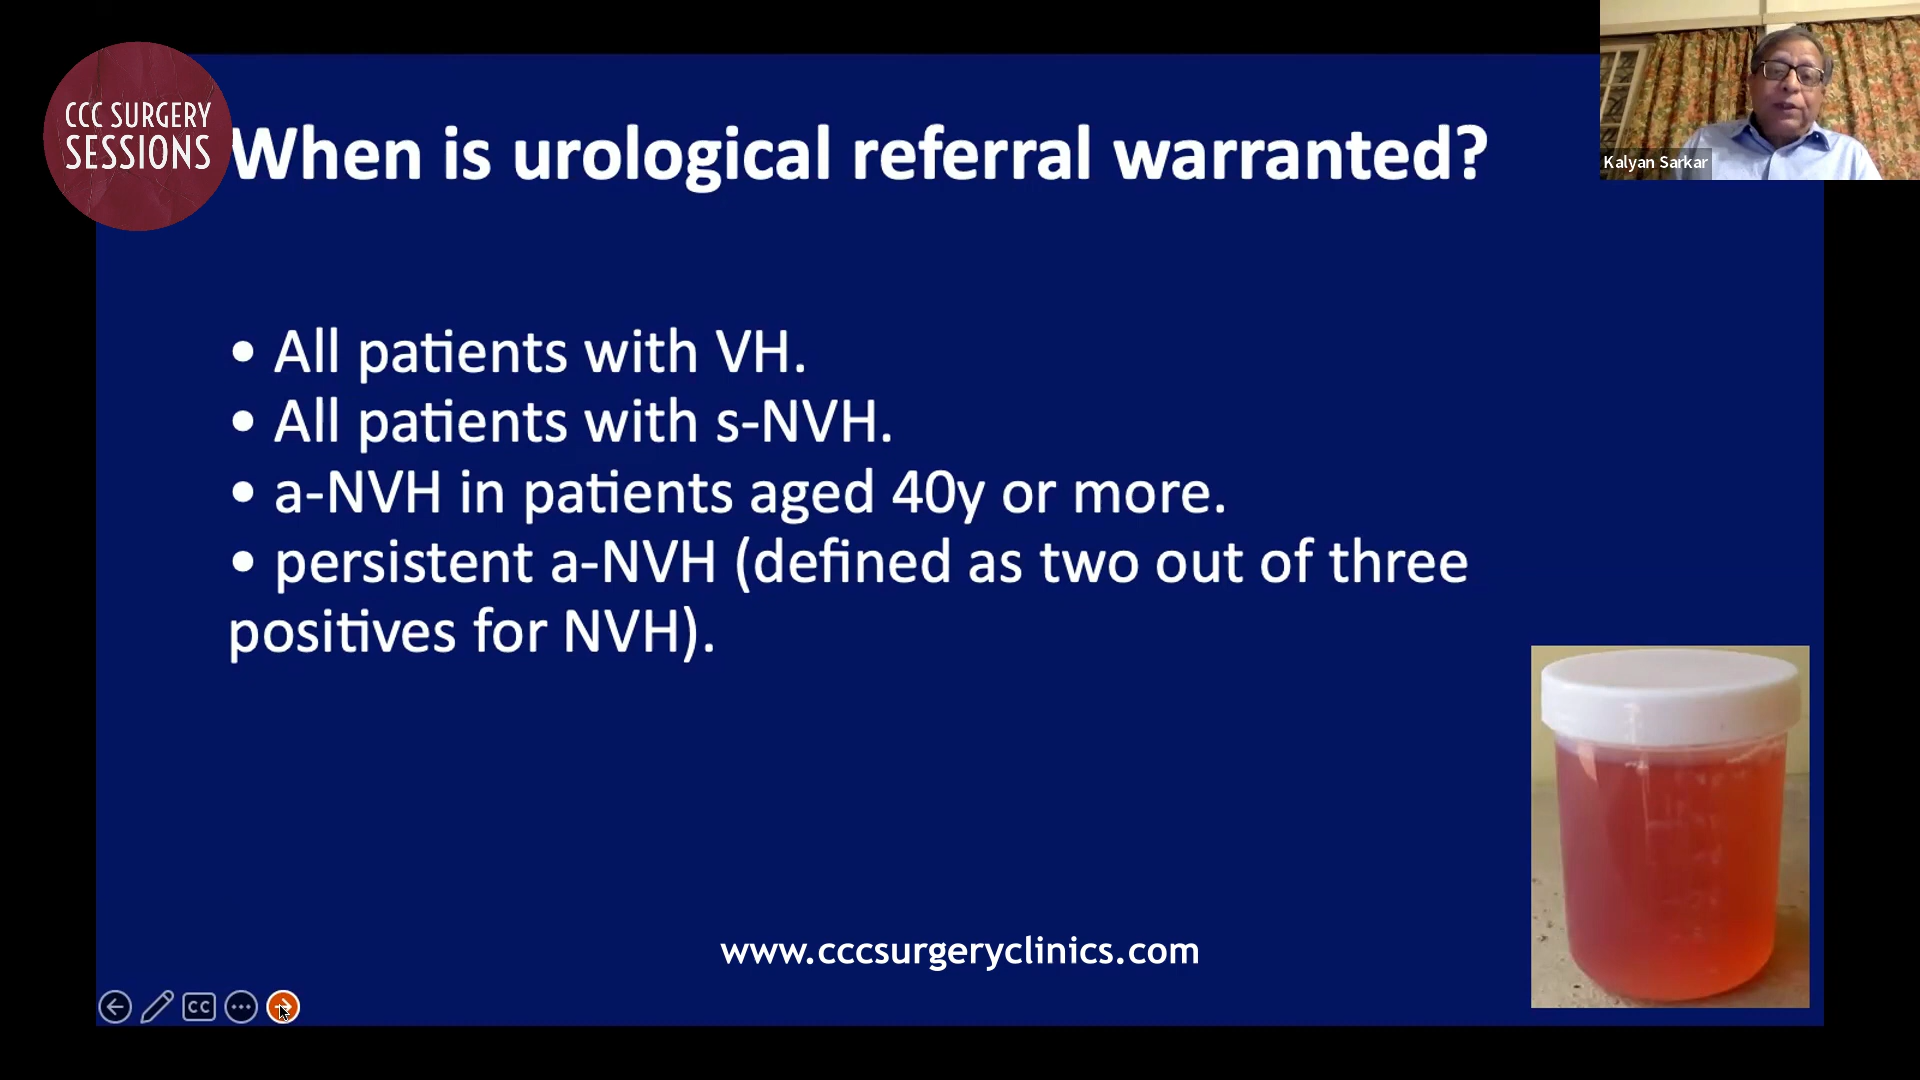 CCC SURGERY
SESSIONS
When is urological referral warranted?
Kalyan Sarkar
• All patients with VH.
• All patients with s-NVH.
• a-NVH in patients aged 40y or more.
• persistent a-NVH (defined as two out of three
positives for NVH).
www.cccsurgeryclinics.com
CC